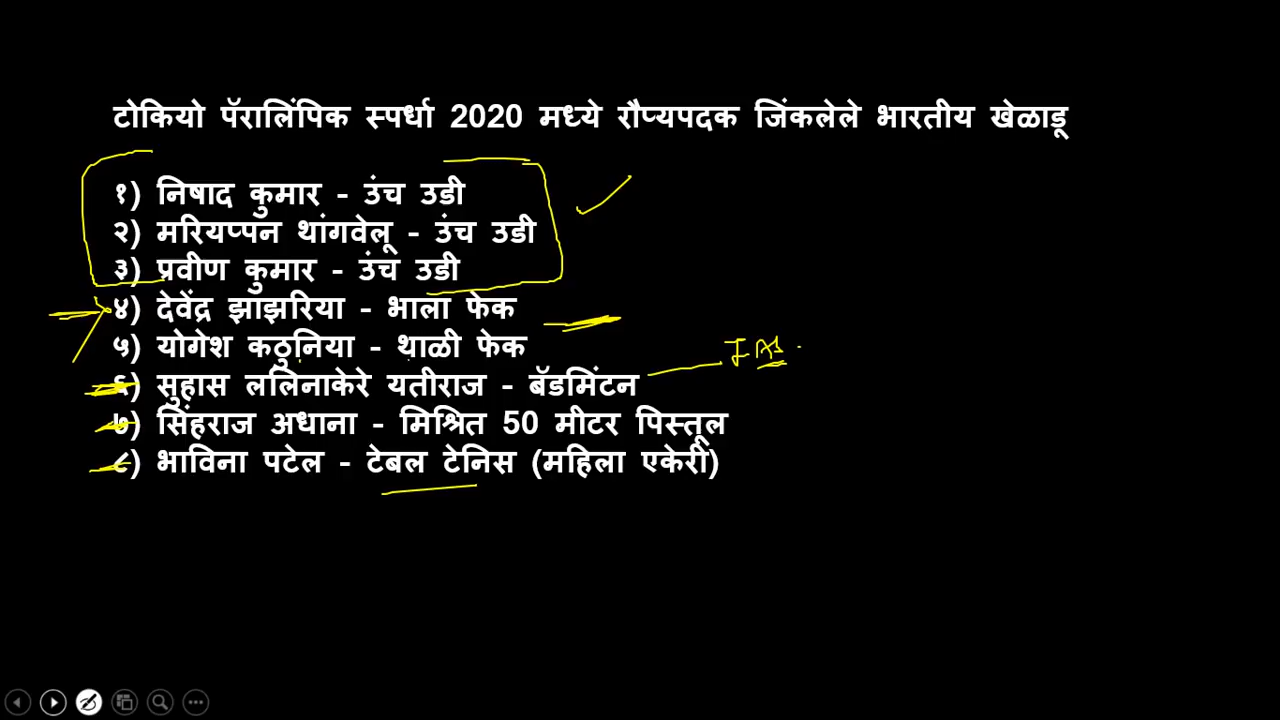 टोकियो पॅरालिंपिक स्पर्धा 2020 मध्ये रौप्यपदक जिंकलेले भारतीय खेळाडू
१) निषाद कुमार - उंच उडी
२) मरियप्पन थांगवेलू - उंच उडी
३) प्रवीण कुमार - उंच उडी
४) देवेंद्र झाझरिया - भाला फेक
५) योगेश कठुनिया - थाळी फेक
६) सुहास ललिनाकेरे यतीराज - बॅडमिंटन IAS
७) सिंहराज अधाना - मिश्रित 50 मीटर पिस्तूल
८) भाविना पटेल - टेबल टेनिस (महिला एकेरी)